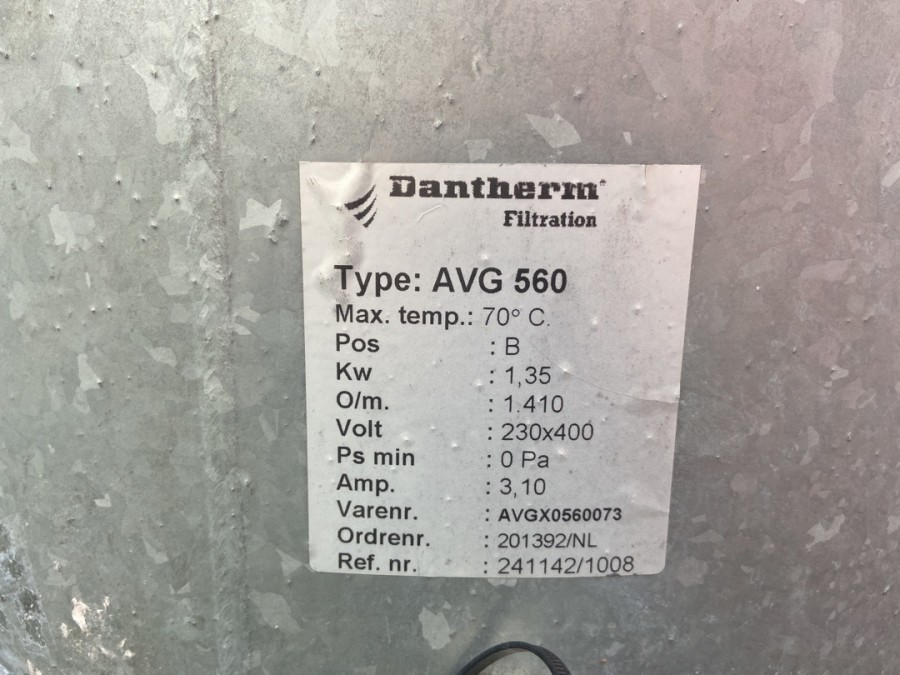 Dantherm
Filtration
Type: AVG 560
Max. temp.: 70° C.
Pos : B
Kw : 1,35
O/m. : 1.410
Volt : 230x400
Ps min : 0 Pa
Amp. : 3,10
Varenr. : AVGX0560073
Ordrenr. : 201392/NL
Ref. nr. : 241142/1008